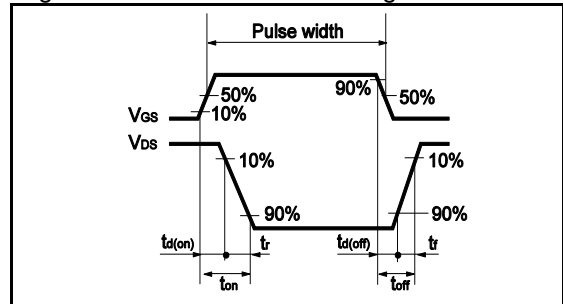 Pulse width
90%
50%
50%
10%
VGS
VDS
10%
10%
90%
90%
td(on)
tr
td(off)
tf
ton
toff